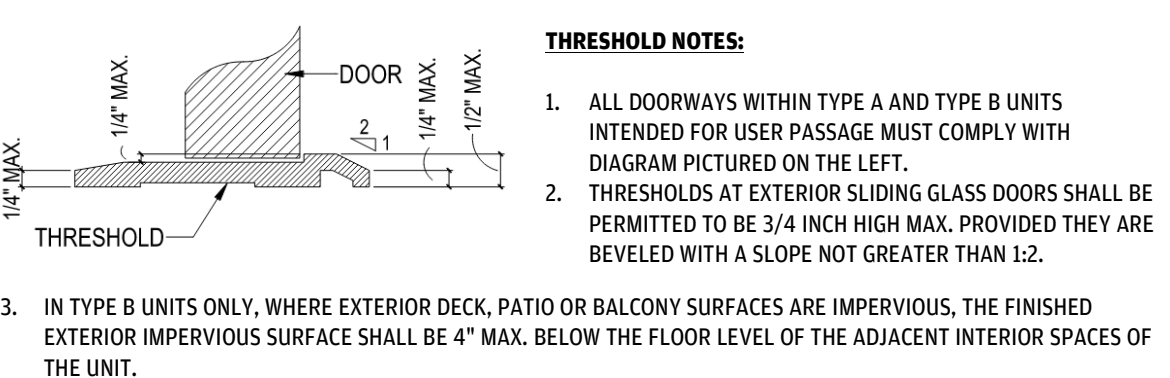 1/4" MAX.
1/4" MAX.
DOOR
2
1
1/4" MAX.
1/2" MAX.
THRESHOLD
THRESHOLD NOTES:
1. ALL DOORWAYS WITHIN TYPE A AND TYPE B UNITS
INTENDED FOR USER PASSAGE MUST COMPLY WITH
DIAGRAM PICTURED ON THE LEFT.
2. THRESHOLDS AT EXTERIOR SLIDING GLASS DOORS SHALL BE
PERMITTED TO BE 3/4 INCH HIGH MAX. PROVIDED THEY ARE
BEVELED WITH A SLOPE NOT GREATER THAN 1:2.
3. IN TYPE B UNITS ONLY, WHERE EXTERIOR DECK, PATIO OR BALCONY SURFACES ARE IMPERVIOUS, THE FINISHED
EXTERIOR IMPERVIOUS SURFACE SHALL BE 4" MAX. BELOW THE FLOOR LEVEL OF THE ADJACENT INTERIOR SPACES OF
THE UNIT.